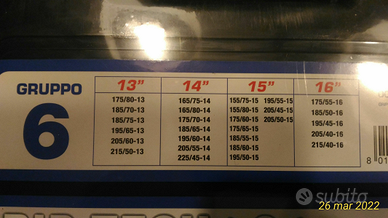 GRUPPO
6
13" 14" 15" 16"
175/80-13 165/75-14 155/75-15 195/55-15 175/55-16
185/70-13 165/80-14 155/80-15 205/45-15 185/50-16
185/75-13 175/70-14 175/60-15 205/50-15 195/45-16
195/65-13 185/65-14 175/65-15 205/40-16
205/60-13 195/60-14 185/55-15 215/40-16
215/50-13 205/55-14 185/60-15
225/45-14 195/50-15
subito
26 mar 2022